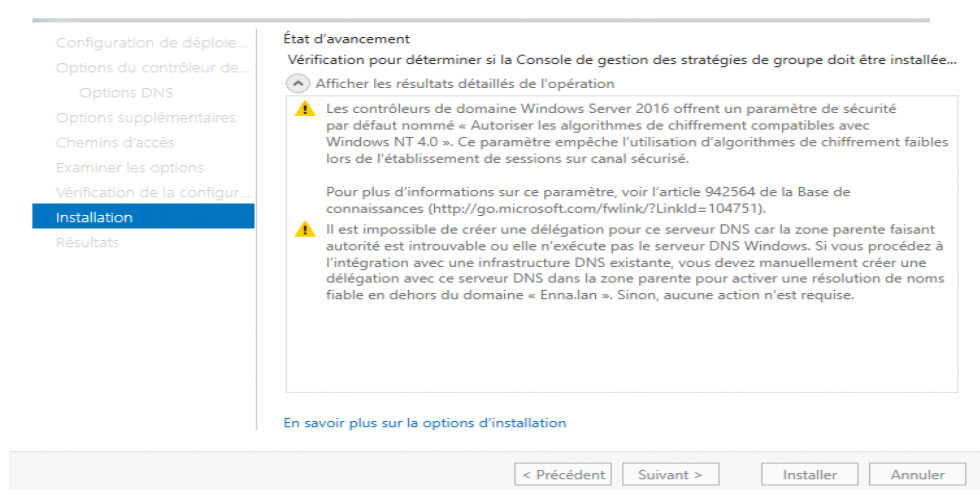 Configuration de déploie...
Options du contrôleur de...
Options DNS
Options supplémentaires
Chemins d'accès
Examiner les options
Vérification de la configur...
Installation
Résultats
État d'avancement
Vérification pour déterminer si la Console de gestion des stratégies de groupe doit être installée...
Afficher les résultats détaillés de l'opération
Les contrôleurs de domaine Windows Server 2016 offrent un paramètre de sécurité
par défaut nommé « Autoriser les algorithmes de chiffrement compatibles avec
Windows NT 4.0 ». Ce paramètre empêche l'utilisation d'algorithmes de chiffrement faibles
lors de l'établissement de sessions sur canal sécurisé.
Pour plus d'informations sur ce paramètre, voir l'article 942564 de la Base de
connaissances (http://go.microsoft.com/fwlink/?LinkId=104751).
Il est impossible de créer une délégation pour ce serveur DNS car la zone parente faisant
autorité est introuvable ou elle n'exécute pas le serveur DNS Windows. Si vous procédez à
l'intégration avec une infrastructure DNS existante, vous devez manuellement créer une
délégation avec ce serveur DNS dans la zone parente pour activer une résolution de noms
fiable en dehors du domaine « Enna.lan ». Sinon, aucune action n'est requise.
En savoir plus sur la options d'installation
< Précédent
Suivant >
Installer
Annuler